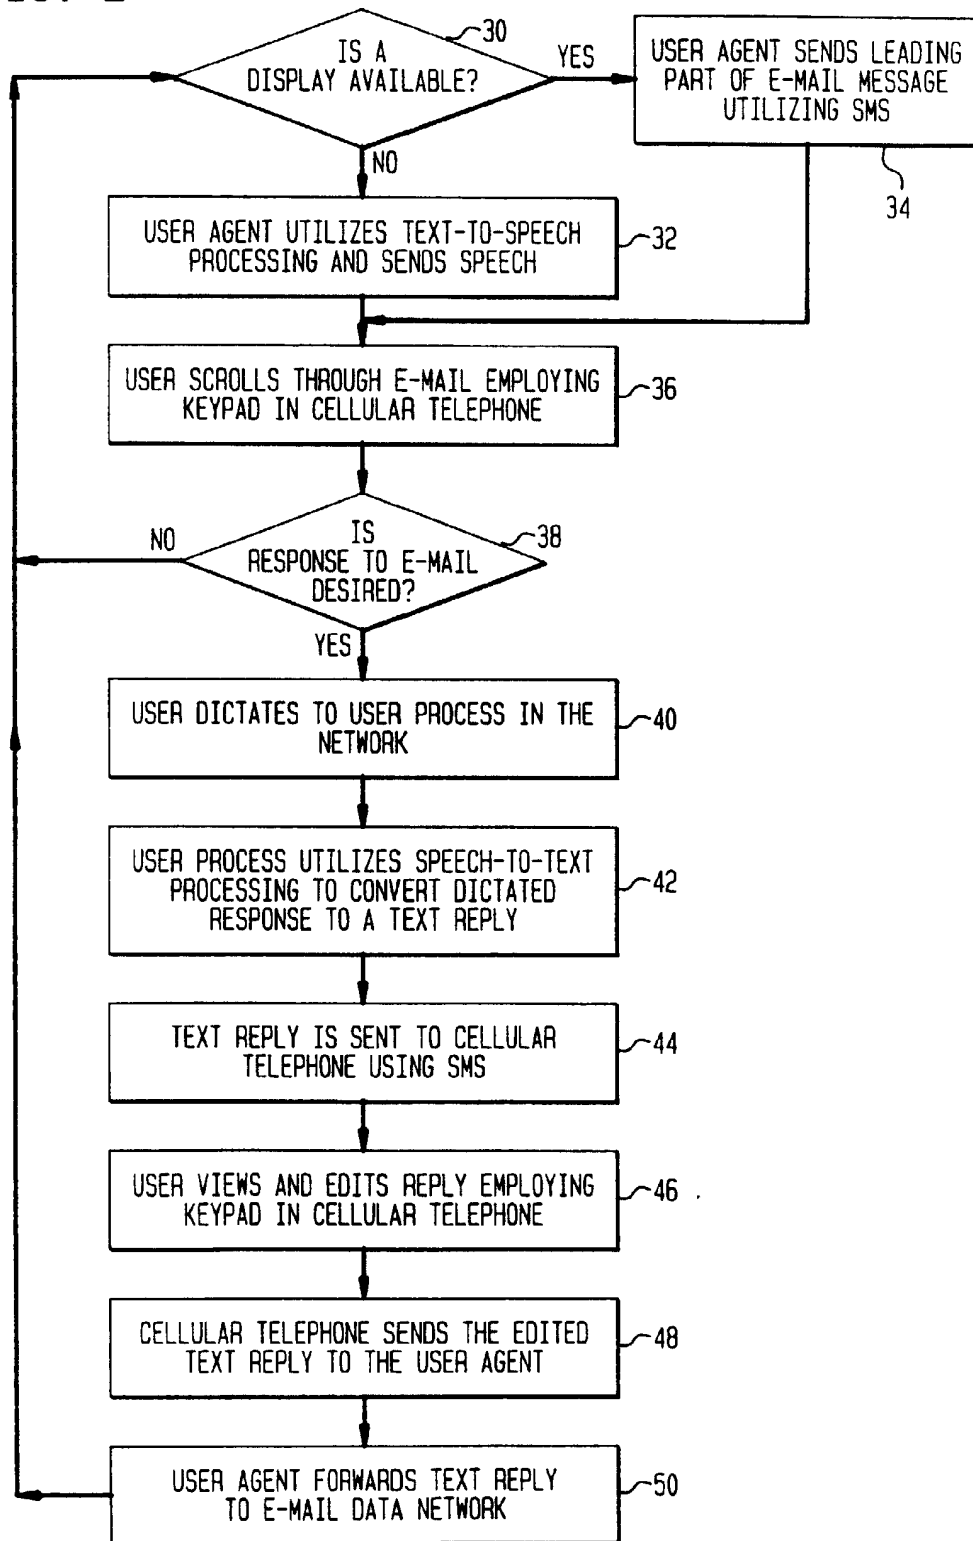 30
IS A
DISPLAY AVAILABLE?
YES
USER AGENT SENDS LEADING
PART OF E-MAIL MESSAGE
UTILIZING SMS
34
NO
USER AGENT UTILIZES TEXT-TO-SPEECH
PROCESSING AND SENDS SPEECH
32
USER SCROLLS THROUGH E-MAIL EMPLOYING
KEYPAD IN CELLULAR TELEPHONE
36
NO
IS
RESPONSE TO E-MAIL
DESIRED?
38
YES
USER DICTATES TO USER PROCESS IN THE
NETWORK
40
USER PROCESS UTILIZES SPEECH-TO-TEXT
PROCESSING TO CONVERT DICTATED
RESPONSE TO A TEXT REPLY
42
TEXT REPLY IS SENT TO CELLULAR
TELEPHONE USING SMS
44
USER VIEWS AND EDITS REPLY EMPLOYING
KEYPAD IN CELLULAR TELEPHONE
46
CELLULAR TELEPHONE SENDS THE EDITED
TEXT REPLY TO THE USER AGENT
48
USER AGENT FORWARDS TEXT REPLY
TO E-MAIL DATA NETWORK
50